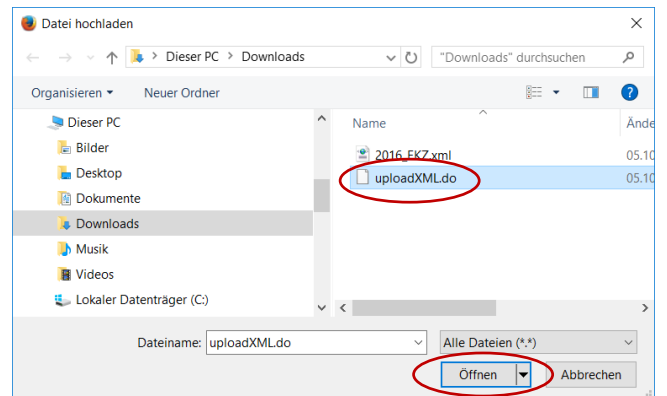 Datei hochladen
Dieser PC > Downloads
"Downloads" durchsuchen
Organisieren
Neuer Ordner
?
Dieser PC
Bilder
Desktop
Dokumente
Downloads
Musik
Videos
Lokaler Datenträger (C:)
Name
Ände
2016_EKZ.xml
05.10
uploadXML.do
05.10
Dateiname:
uploadXML.do
Alle Dateien (*.*)
Öffnen
Abbrechen